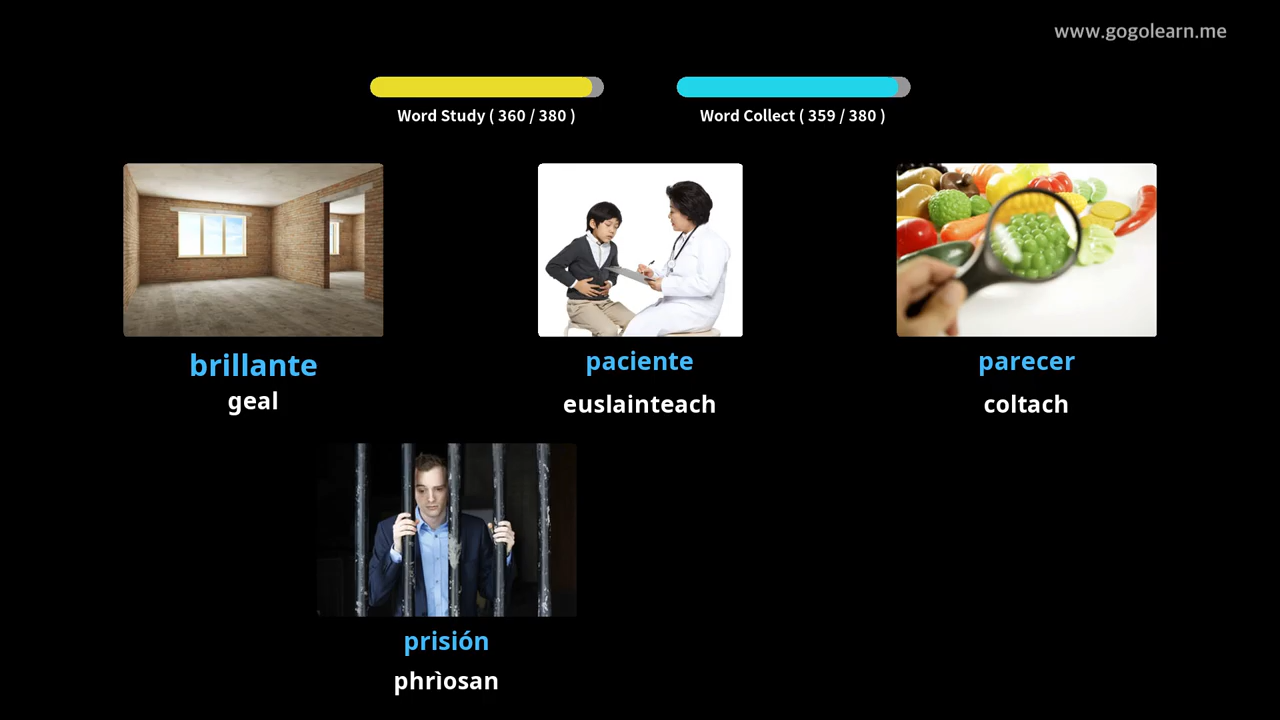 www.gogolearn.me
Word Study ( 360 / 380 )
Word Collect ( 359 / 380 )
brillante
geal
paciente
euslainteach
parecer
coltach
prisión
phrìosan